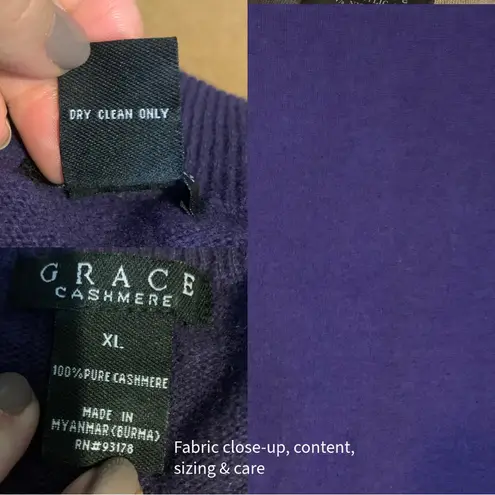 DRY CLEAN ONLY
GRACE
CASHMERE
XL
100% PURE CASHMERE
MADE IN
MYANMAR(BURMA)
RN#93178
Fabric close-up, content,
sizing & care